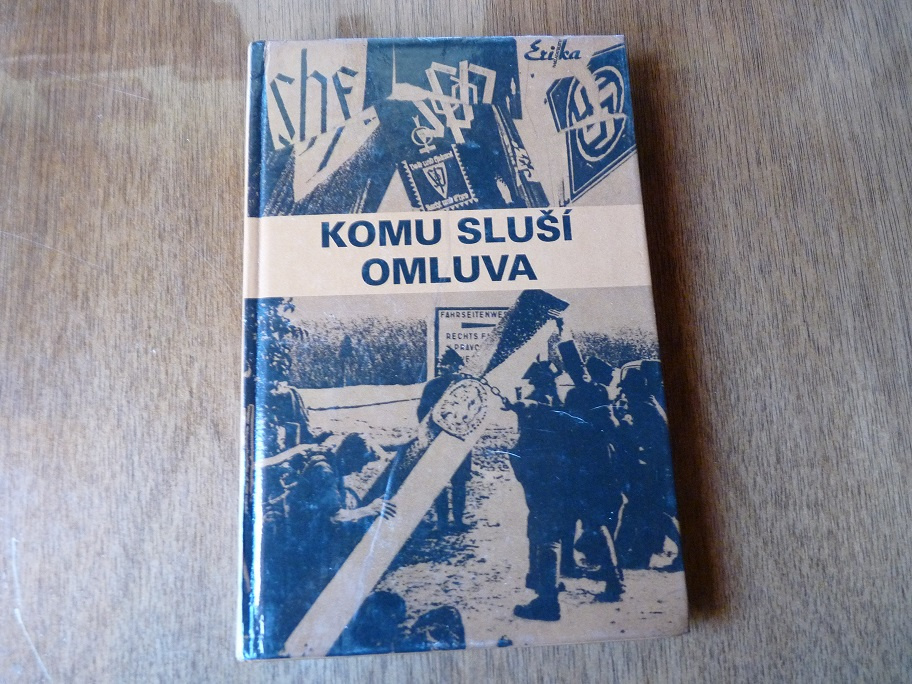 Erika
ShF
KOMU SLUŠÍ
OMLUVA
FAHRSEITENWE
RECHTS F